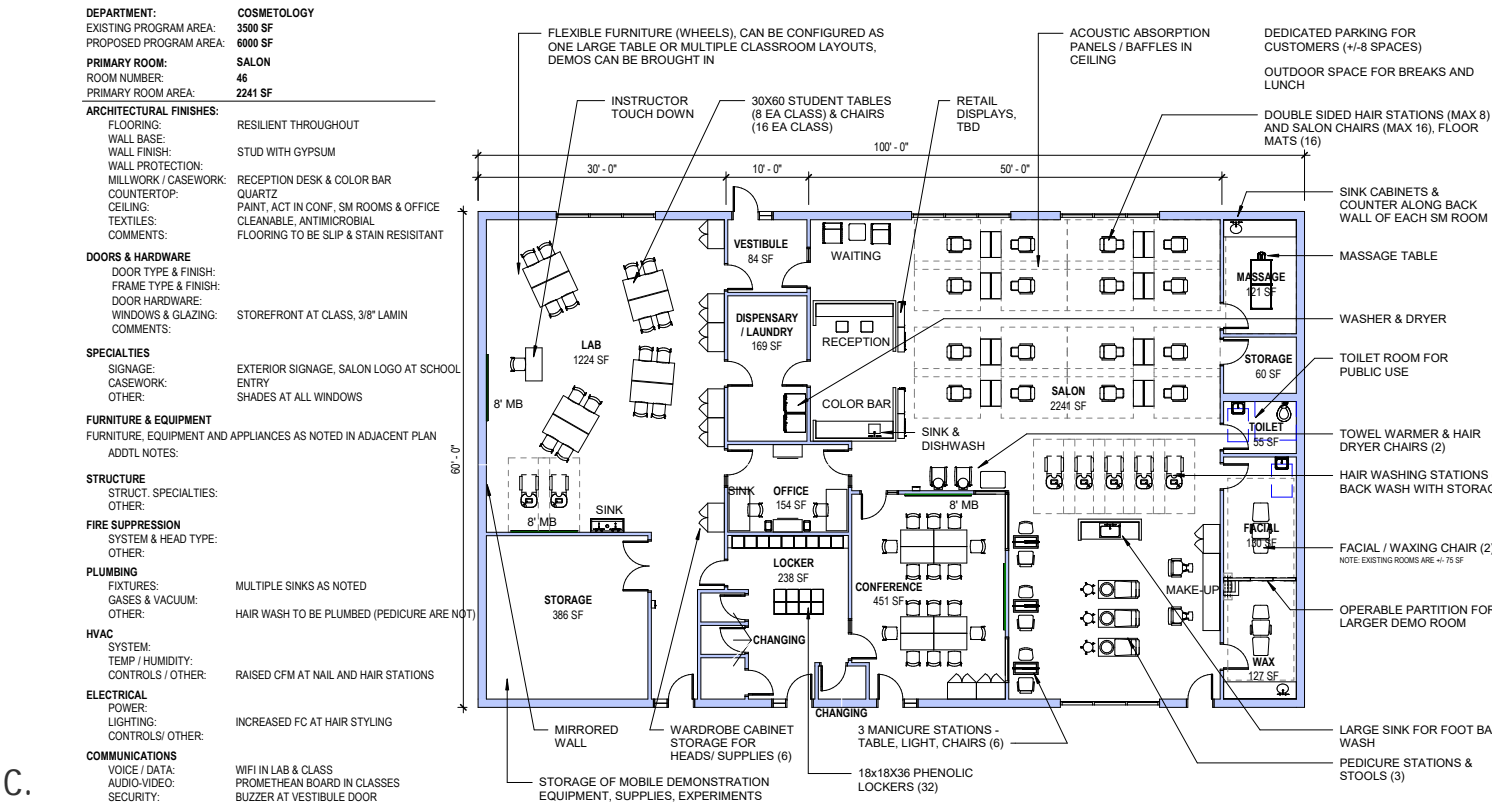 DEPARTMENT: COSMETOLOGY
EXISTING PROGRAM AREA: 3500 SF
PROPOSED PROGRAM AREA: 6000 SF
PRIMARY ROOM: SALON
ROOM NUMBER: 46
PRIMARY ROOM AREA: 2241 SF
ARCHITECTURAL FINISHES:
FLOORING: RESILIENT THROUGHOUT
WALL BASE:
WALL FINISH: STUD WITH GYPSUM
WALL PROTECTION:
MILLWORK / CASEWORK: RECEPTION DESK & COLOR BAR
COUNTERTOP: QUARTZ
CEILING: PAINT, ACT IN CONF, SM ROOMS & OFFICE
TEXTILES: CLEANABLE, ANTIMICROBIAL
COMMENTS: FLOORING TO BE SLIP & STAIN RESISITANT
DOORS & HARDWARE
DOOR TYPE & FINISH:
FRAME TYPE & FINISH:
DOOR HARDWARE:
WINDOWS & GLAZING: STOREFRONT AT CLASS, 3/8" LAMIN
COMMENTS:
SPECIALTIES
SIGNAGE: EXTERIOR SIGNAGE, SALON LOGO AT SCHOOL
CASEWORK: ENTRY
OTHER: SHADES AT ALL WINDOWS
FURNITURE & EQUIPMENT
FURNITURE, EQUIPMENT AND APPLIANCES AS NOTED IN ADJACENT PLAN
ADDTL NOTES:
STRUCTURE
STRUCT. SPECIALTIES:
OTHER:
FIRE SUPPRESSION
SYSTEM & HEAD TYPE:
OTHER:
PLUMBING
FIXTURES: MULTIPLE SINKS AS NOTED
GASES & VACUUM:
OTHER: HAIR WASH TO BE PLUMBED (PEDICURE ARE NOT)
HVAC
SYSTEM:
TEMP / HUMIDITY:
CONTROLS / OTHER: RAISED CFM AT NAIL AND HAIR STATIONS
ELECTRICAL
POWER:
LIGHTING: INCREASED FC AT HAIR STYLING
CONTROLS/ OTHER:
COMMUNICATIONS
VOICE / DATA: WIFI IN LAB & CLASS
AUDIO-VIDEO: PROMETHEAN BOARD IN CLASSES
SECURITY: BUZZER AT VESTIBULE DOOR
C.
FLEXIBLE FURNITURE (WHEELS), CAN BE CONFIGURED AS
ONE LARGE TABLE OR MULTIPLE CLASSROOM LAYOUTS,
DEMOS CAN BE BROUGHT IN
INSTRUCTOR
TOUCH DOWN
30X60 STUDENT TABLES
(8 EA CLASS) & CHAIRS
(16 EA CLASS)
RETAIL
DISPLAYS,
TBD
ACOUSTIC ABSORPTION
PANELS / BAFFLES IN
CEILING
DEDICATED PARKING FOR
CUSTOMERS (+/-8 SPACES)
OUTDOOR SPACE FOR BREAKS AND
LUNCH
DOUBLE SIDED HAIR STATIONS (MAX 8)
AND SALON CHAIRS (MAX 16), FLOOR
MATS (16)
100' - 0"
30' - 0"
10' - 0"
50' - 0"
60' - 0"
SINK CABINETS &
COUNTER ALONG BACK
WALL OF EACH SM ROOM
MASSAGE TABLE
WASHER & DRYER
TOILET ROOM FOR
PUBLIC USE
TOWEL WARMER & HAIR
DRYER CHAIRS (2)
HAIR WASHING STATIONS
BACK WASH WITH STORAG
FACIAL / WAXING CHAIR (2)
NOTE: EXISTING ROOMS ARE +/- 75 SF
OPERABLE PARTITION FOR
LARGER DEMO ROOM
LARGE SINK FOR FOOT BA
WASH
PEDICURE STATIONS &
STOOLS (3)
VESTIBULE
84 SF
WAITING
DISPENSARY
/ LAUNDRY
169 SF
RECEPTION
LAB
1224 SF
8' MB
COLOR BAR
SINK &
DISHWASH
SALON
2241 SF
MASSAGE
121 SF
STORAGE
60 SF
TOILET
55 SF
OFFICE
154 SF
SINK
8' MB
SINK
8' MB
LOCKER
238 SF
CONFERENCE
451 SF
STORAGE
386 SF
CHANGING
CHANGING
MAKE-UP
FACIAL
130 SF
WAX
127 SF
MIRRORED
WALL
WARDROBE CABINET
STORAGE FOR
HEADS/ SUPPLIES (6)
3 MANICURE STATIONS -
TABLE, LIGHT, CHAIRS (6)
STORAGE OF MOBILE DEMONSTRATION
EQUIPMENT, SUPPLIES, EXPERIMENTS
18x18X36 PHENOLIC
LOCKERS (32)